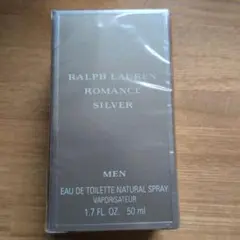 RALPH LAUREN
ROMANCE
SILVER
MEN
EAU DE TOILETTE NATURAL SPRAY
VAPORISATEUR
1.7 FL. OZ. 50 ml